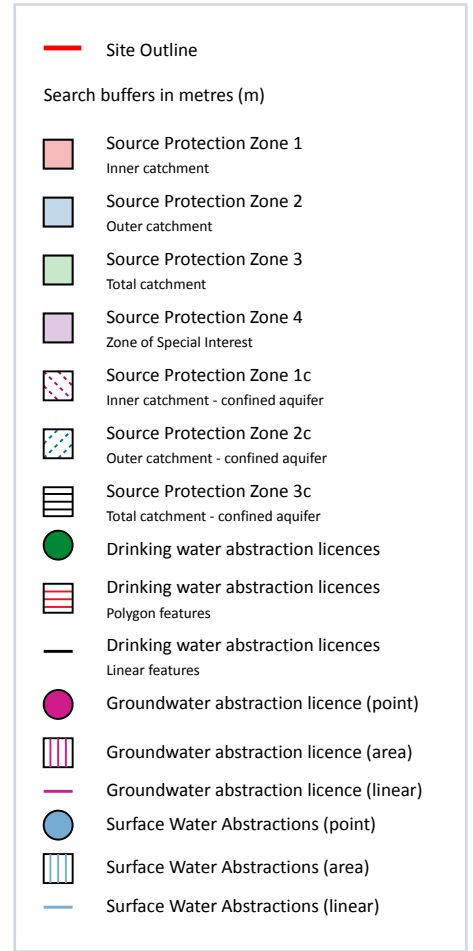 Site Outline
Search buffers in metres (m)
Source Protection Zone 1
Inner catchment
Source Protection Zone 2
Outer catchment
Source Protection Zone 3
Total catchment
Source Protection Zone 4
Zone of Special Interest
Source Protection Zone 1c
Inner catchment - confined aquifer
Source Protection Zone 2c
Outer catchment - confined aquifer
Source Protection Zone 3c
Total catchment - confined aquifer
Drinking water abstraction licences
Drinking water abstraction licences
Polygon features
Drinking water abstraction licences
Linear features
Groundwater abstraction licence (point)
Groundwater abstraction licence (area)
Groundwater abstraction licence (linear)
Surface Water Abstractions (point)
Surface Water Abstractions (area)
Surface Water Abstractions (linear)